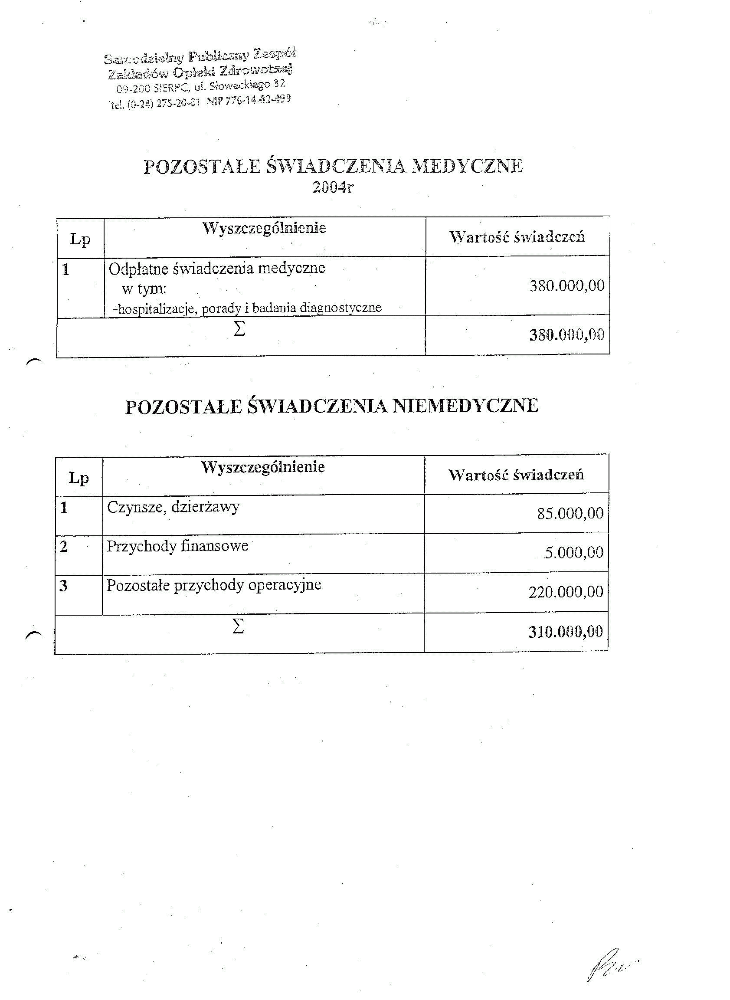 Samodzielny Publiczny Zespół
Zakładów Opieki Zdrowotnej
09-200 SIERPC, ul. Słowackiego 32
tel. (0-24) 275-20-01 NIP 776-14-82-499
POZOSTAŁE ŚWIADCZENIA MEDYCZNE
2004r
Lp Wyszczególnienie Wartość świadczeń
1 Odpłatne świadczenia medyczne
w tym:
380.000,00
-hospitalizacje, porady i badania diagnostyczne
Σ 380.000,00
POZOSTAŁE ŚWIADCZENIA NIEMEDYCZNE
Lp Wyszczególnienie Wartość świadczeń
1 Czynsze, dzierżawy 85.000,00
2 Przychody finansowe 5.000,00
3 Pozostałe przychody operacyjne 220.000,00
Σ 310.000,00